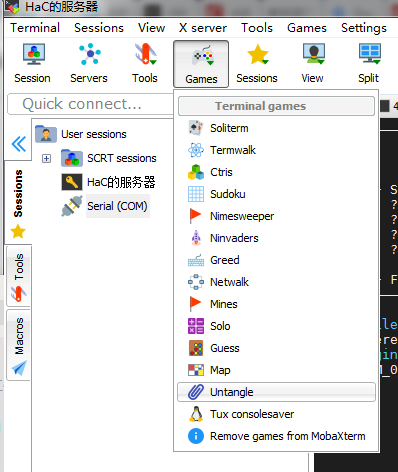 HaC的服务器
Terminal Sessions View X server Tools Games Settings
Session Servers Tools Games Sessions View Split
Quick connect...
Terminal games
User sessions
SCRT sessions
HaC的服务器
Serial (COM)
Sessions
Tools
Macros
Soliterm
Termwalk
Ctris
Sudoku
Nimesweeper
Ninvaders
Greed
Netwalk
Mines
Solo
Guess
Map
Untangle
Tux consolesaver
Remove games from MobaXterm
4
S
?
?
?
?
F
ere